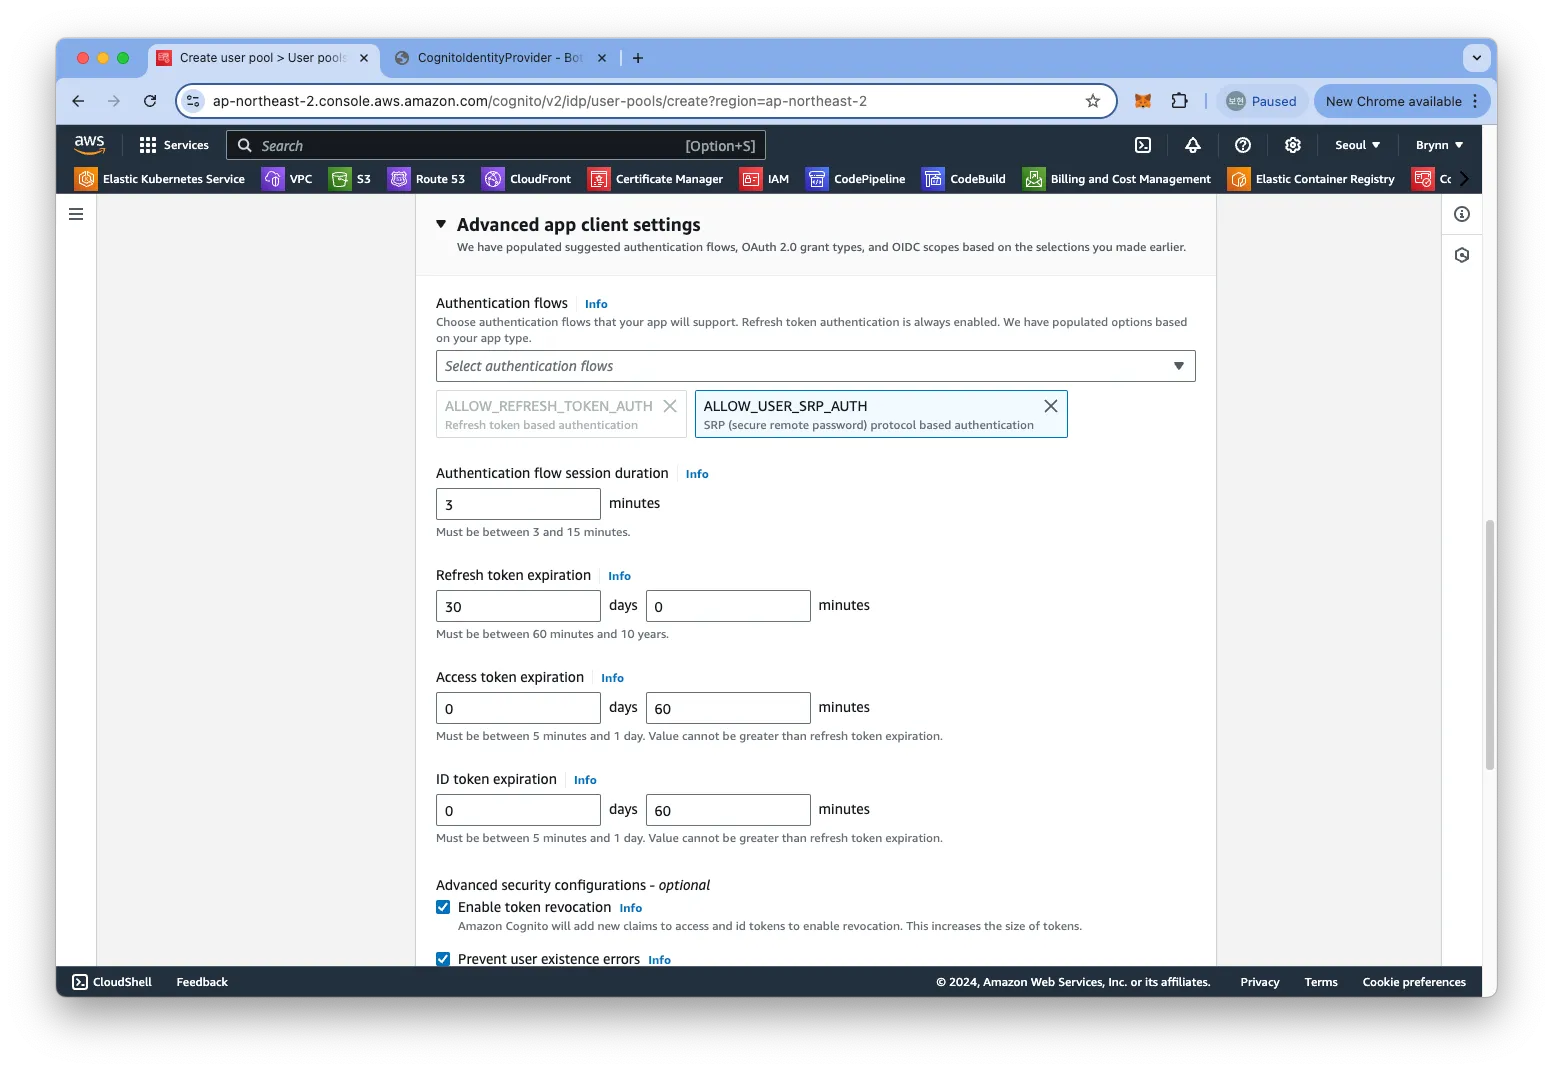 Create user pool > User pools
CognitoIdentityProvider - Bot
ap-northeast-2.console.aws.amazon.com/cognito/v2/idp/user-pools/create?region=ap-northeast-2
보현
Paused
New Chrome available
aws
Services
Search
[Option+S]
Seoul
Brynn
Elastic Kubernetes Service
VPC
S3
Route 53
CloudFront
Certificate Manager
IAM
CodePipeline
CodeBuild
Billing and Cost Management
Elastic Container Registry
Advanced app client settings
We have populated suggested authentication flows, OAuth 2.0 grant types, and OIDC scopes based on the selections you made earlier.
Authentication flows Info
Choose authentication flows that your app will support. Refresh token authentication is always enabled. We have populated options based
on your app type.
Select authentication flows
ALLOW_REFRESH_TOKEN_AUTH
Refresh token based authentication
ALLOW_USER_SRP_AUTH
SRP (secure remote password) protocol based authentication
Authentication flow session duration Info
3 minutes
Must be between 3 and 15 minutes.
Refresh token expiration Info
30 days 0 minutes
Must be between 60 minutes and 10 years.
Access token expiration Info
0 days 60 minutes
Must be between 5 minutes and 1 day. Value cannot be greater than refresh token expiration.
ID token expiration Info
0 days 60 minutes
Must be between 5 minutes and 1 day. Value cannot be greater than refresh token expiration.
Advanced security configurations - optional
Enable token revocation Info
Amazon Cognito will add new claims to access and id tokens to enable revocation. This increases the size of tokens.
Prevent user existence errors Info
CloudShell
Feedback
© 2024, Amazon Web Services, Inc. or its affiliates.
Privacy
Terms
Cookie preferences